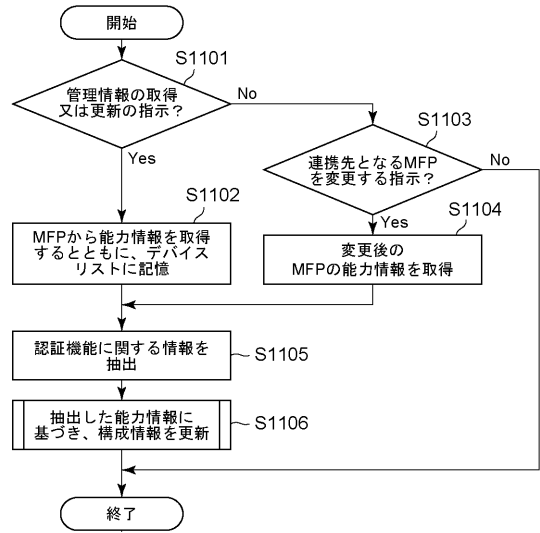 開始
S1101
管理情報の取得
又は更新の指示？
No
Yes
S1103
連携先となるMFP
を変更する指示？
No
Yes
S1102
MFPから能力情報を取得
するとともに、デバイス
リストに記憶
S1104
変更後の
MFPの能力情報を取得
認証機能に関する情報を
抽出
S1105
抽出した能力情報に
基づき、構成情報を更新
S1106
終了